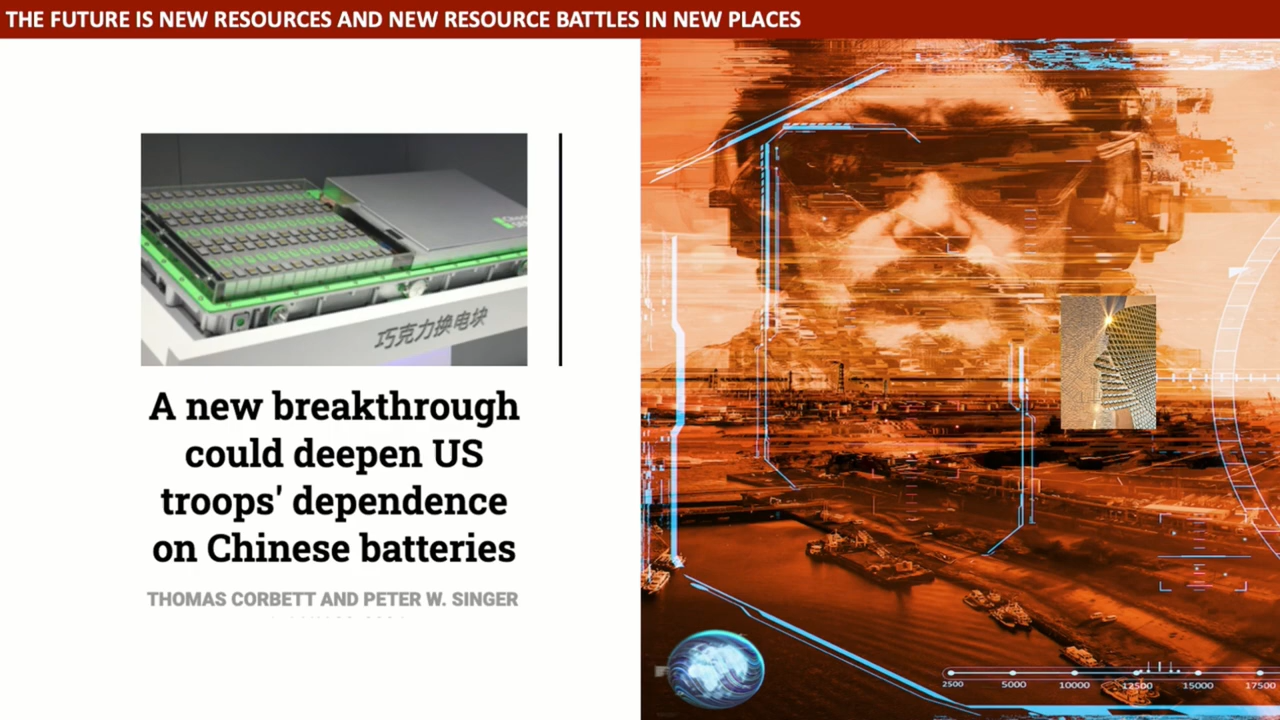 THE FUTURE IS NEW RESOURCES AND NEW RESOURCE BATTLES IN NEW PLACES
巧克力换电块
A new breakthrough
could deepen US
troops' dependence
on Chinese batteries
THOMAS CORBETT AND PETER W. SINGER
2500 5000 10000 12500 15000 17500